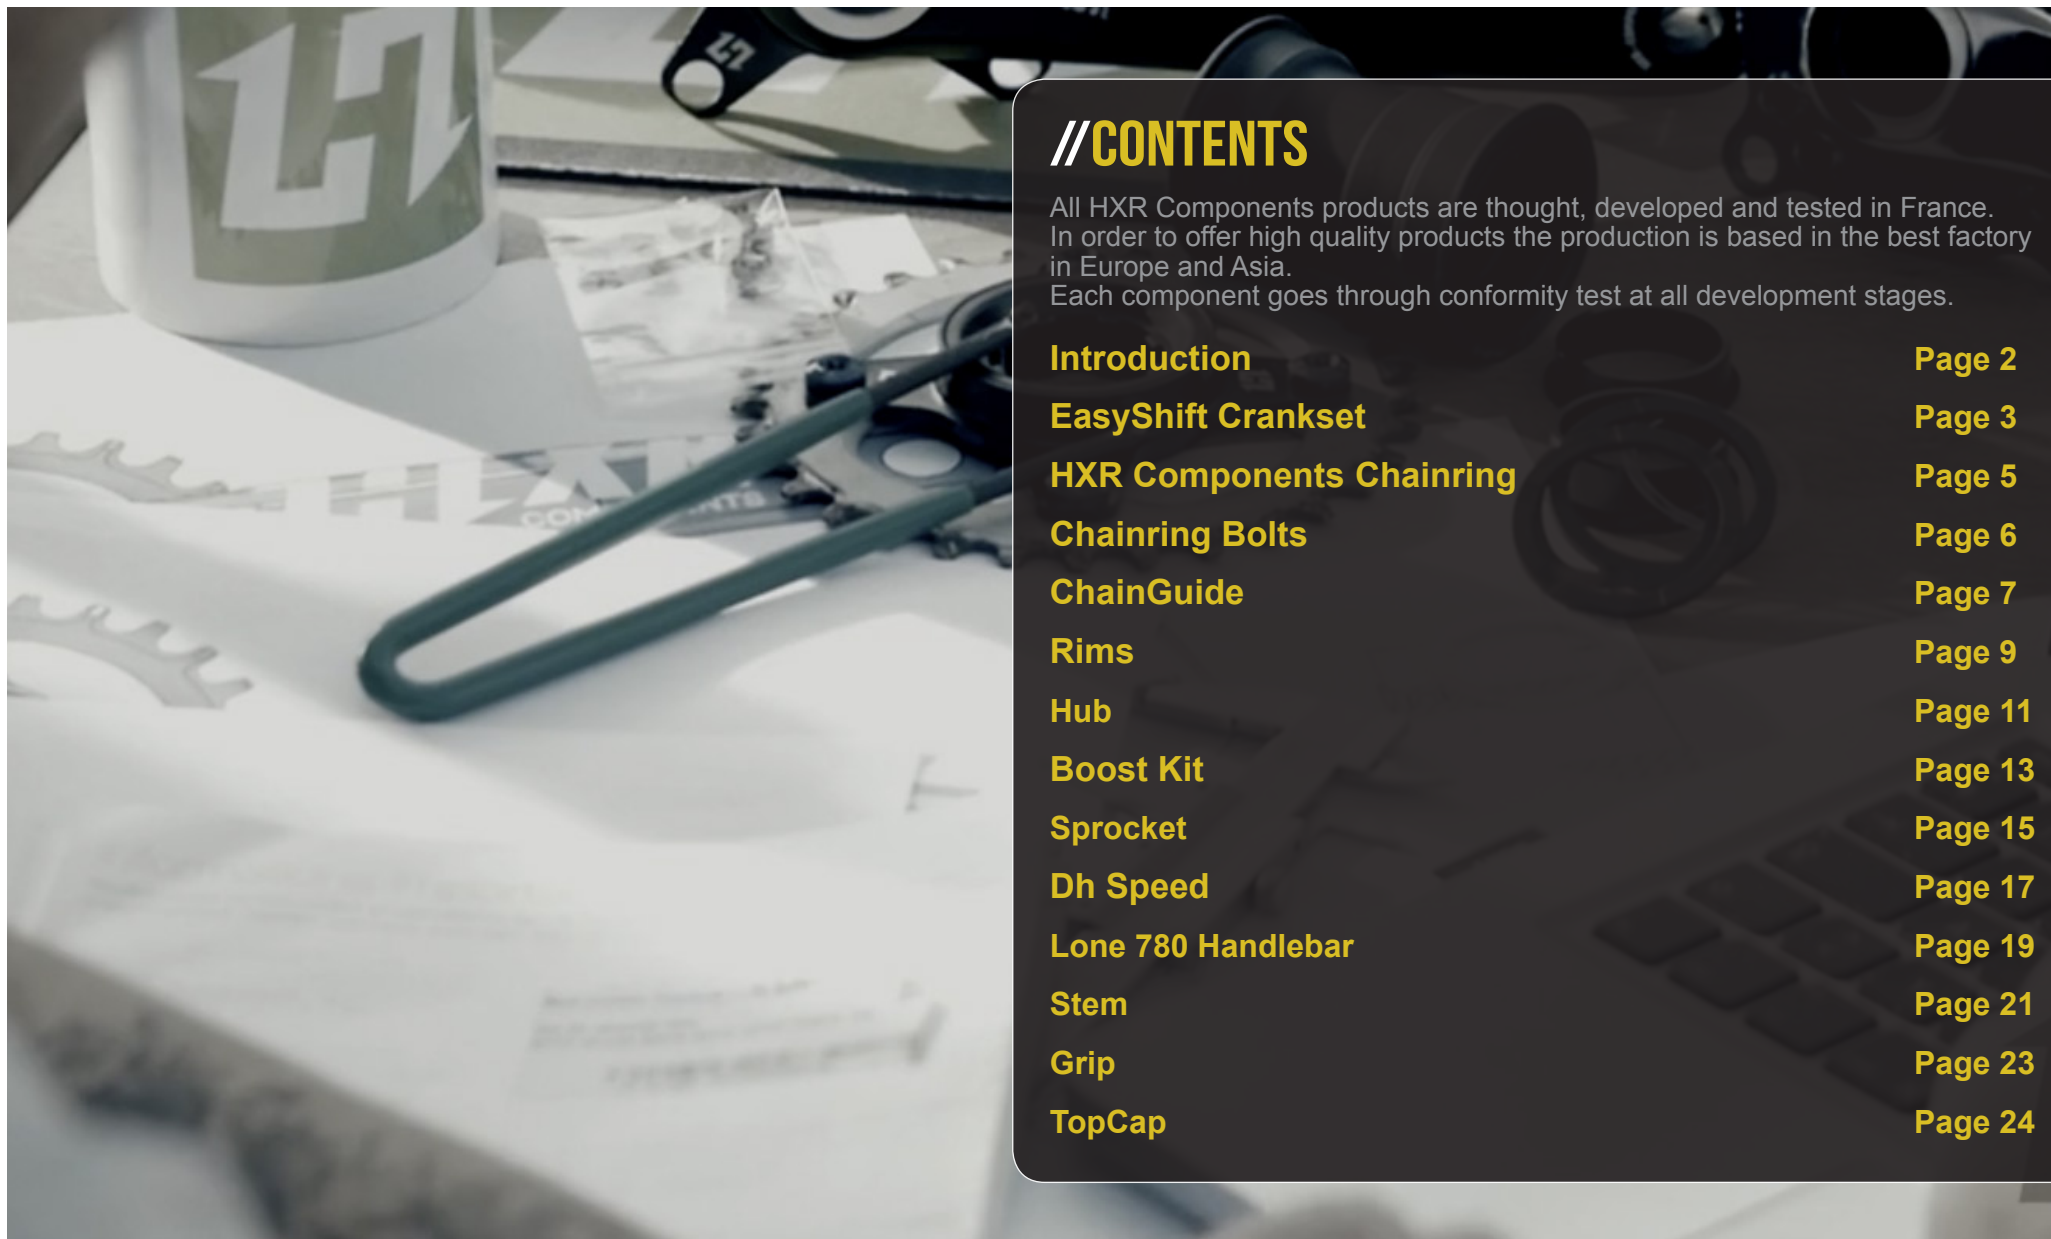 //CONTENTS
All HXR Components products are thought, developed and tested in France.
In order to offer high quality products the production is based in the best factory
in Europe and Asia.
Each component goes through conformity test at all development stages.
Introduction Page 2
EasyShift Crankset Page 3
HXR Components Chainring Page 5
Chainring Bolts Page 6
ChainGuide Page 7
Rims Page 9
Hub Page 11
Boost Kit Page 13
Sprocket Page 15
Dh Speed Page 17
Lone 780 Handlebar Page 19
Stem Page 21
Grip Page 23
TopCap Page 24